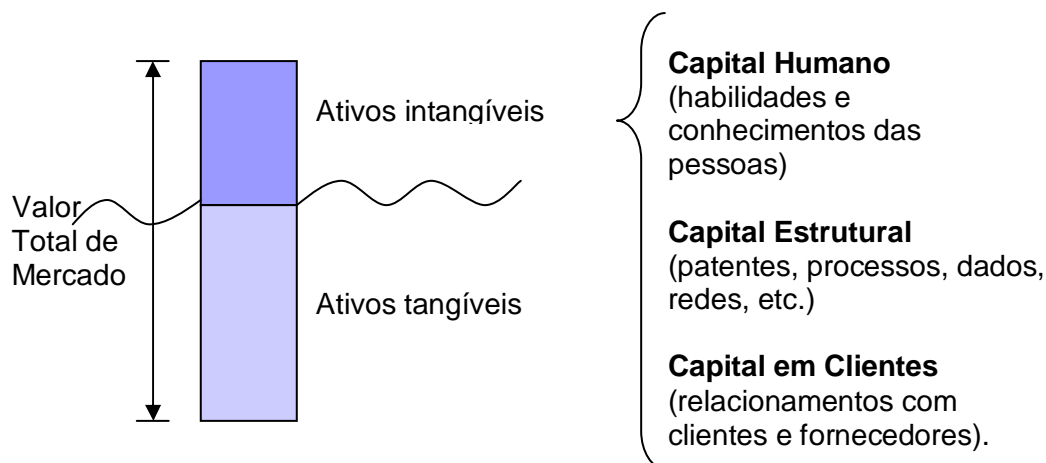 Valor
Total de
Mercado
Ativos intangíveis
Ativos tangíveis
Capital Humano
(habilidades e
conhecimentos das
pessoas)
Capital Estrutural
(patentes, processos, dados,
redes, etc.)
Capital em Clientes
(relacionamentos com
clientes e fornecedores).